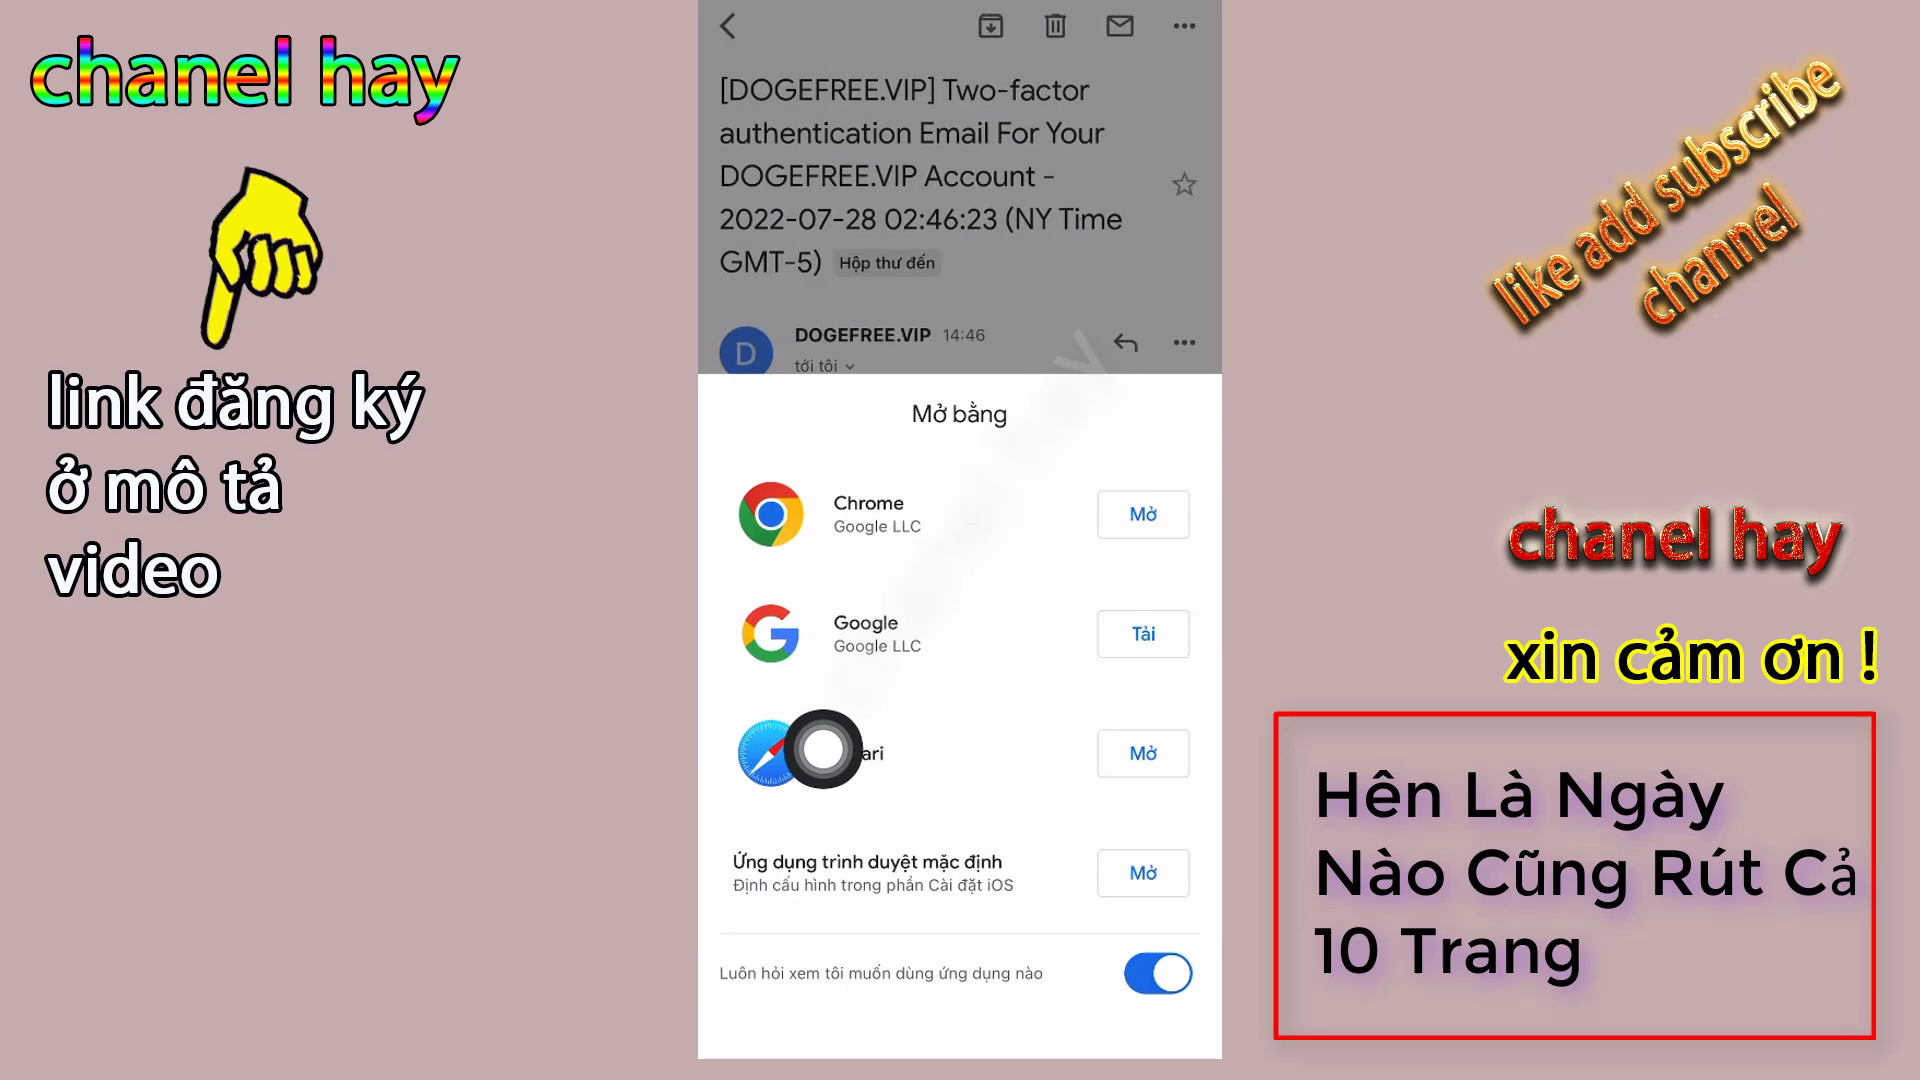 chanel hay
link đăng ký
ở mô tả
video
[DOGEFREE.VIP] Two-factor
authentication Email For Your
DOGEFREE.VIP Account -
2022-07-28 02:46:23 (NY Time
GMT-5) Hộp thư đến
D
DOGEFREE.VIP 14:46
tới tôi
Mở bằng
Chrome
Google LLC
Mở
Google
Google LLC
Tải
ari
Mở
Ứng dụng trình duyệt mặc định
Định cấu hình trong phần Cài đặt iOS
Mở
Luôn hỏi xem tôi muốn dùng ứng dụng nào
like add subscribe
channel
chanel hay
xin cảm ơn !
Hên Là Ngày
Nào Cũng Rút Cả
10 Trang